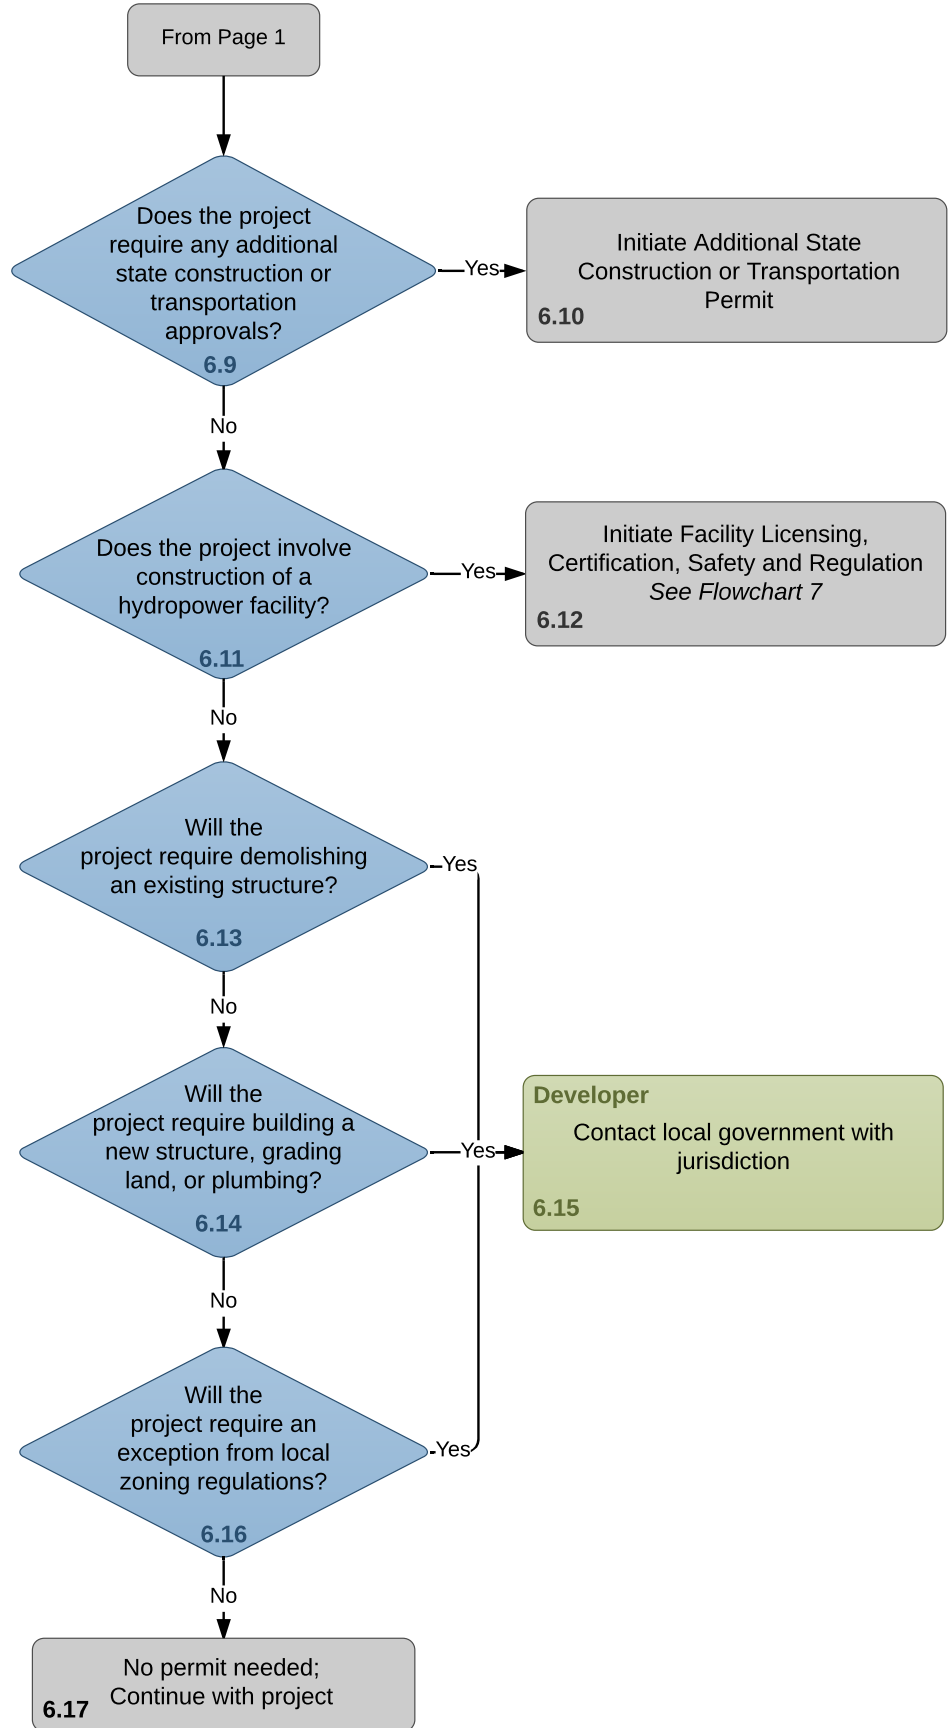 From Page 1
Does the project
require any additional
state construction or
transportation
approvals?
6.9
Yes
Initiate Additional State
Construction or Transportation
Permit
6.10
No
Does the project involve
construction of a
hydropower facility?
6.11
Yes
Initiate Facility Licensing,
Certification, Safety and Regulation
See Flowchart 7
6.12
No
Will the
project require demolishing
an existing structure?
6.13
Yes
No
Will the
project require building a
new structure, grading
land, or plumbing?
6.14
Yes
Developer
Contact local government with
jurisdiction
6.15
No
Will the
project require an
exception from local
zoning regulations?
6.16
Yes
No
No permit needed;
Continue with project
6.17